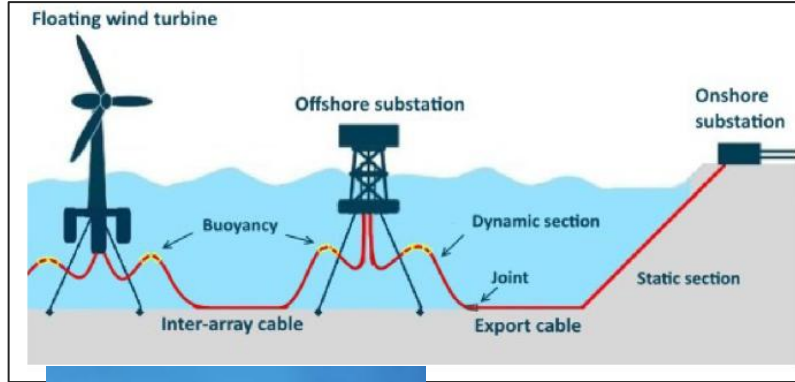 Floating wind turbine
Offshore substation
Onshore
substation
Buoyancy
Dynamic section
Joint
Static section
Inter-array cable
Export cable